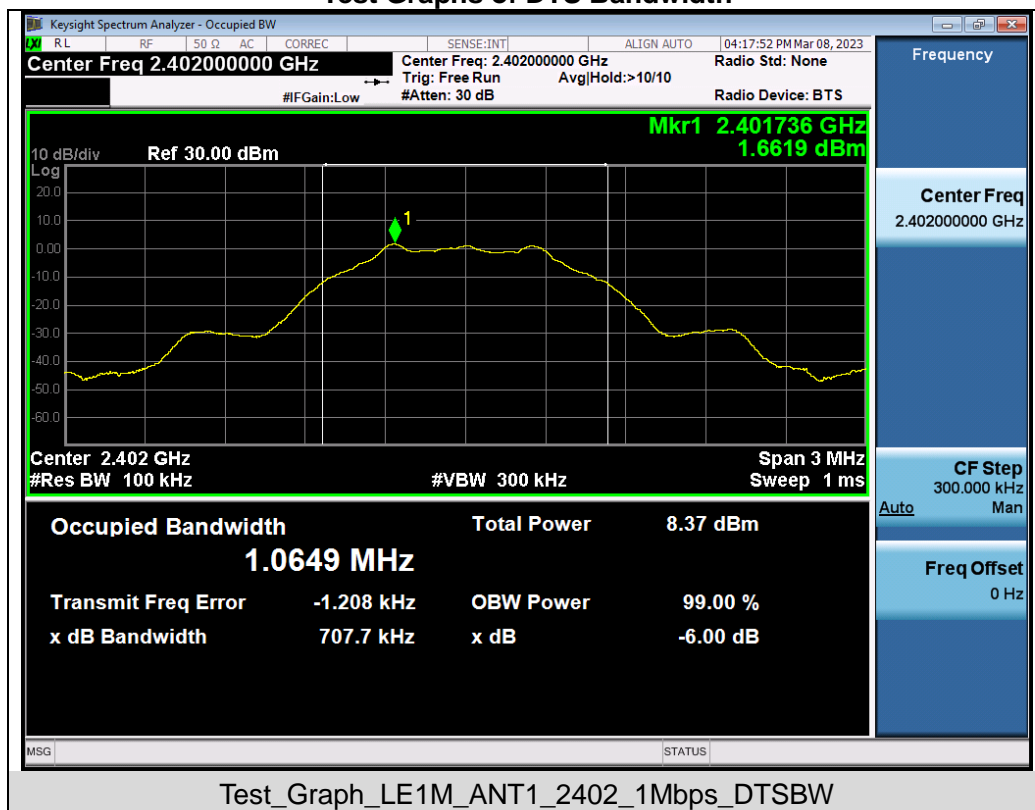 Test Graphs of DTS Bandwidth
Keysight Spectrum Analyzer - Occupied BW
LXI RL RF 50 Ω AC CORREC SENSE:INT ALIGN AUTO 04:17:52 PM Mar 08, 2023
Center Freq 2.402000000 GHz
Center Freq: 2.402000000 GHz Radio Std: None
Trig: Free Run Avg|Hold:>10/10
#IFGain:Low #Atten: 30 dB Radio Device: BTS
Mkr1 2.401736 GHz
1.6619 dBm
10 dB/div Ref 30.00 dBm
Log
20.0
10.0
0.00
-10.0
-20.0
-30.0
-40.0
-50.0
-60.0
1
Center 2.402 GHz Span 3 MHz
#Res BW 100 kHz #VBW 300 kHz Sweep 1 ms
Occupied Bandwidth Total Power 8.37 dBm
1.0649 MHz
Transmit Freq Error -1.208 kHz OBW Power 99.00 %
x dB Bandwidth 707.7 kHz x dB -6.00 dB
MSG STATUS
Frequency
Center Freq
2.402000000 GHz
CF Step
300.000 kHz
Auto Man
Freq Offset
0 Hz
Test_Graph_LE1M_ANT1_2402_1Mbps_DTSBW